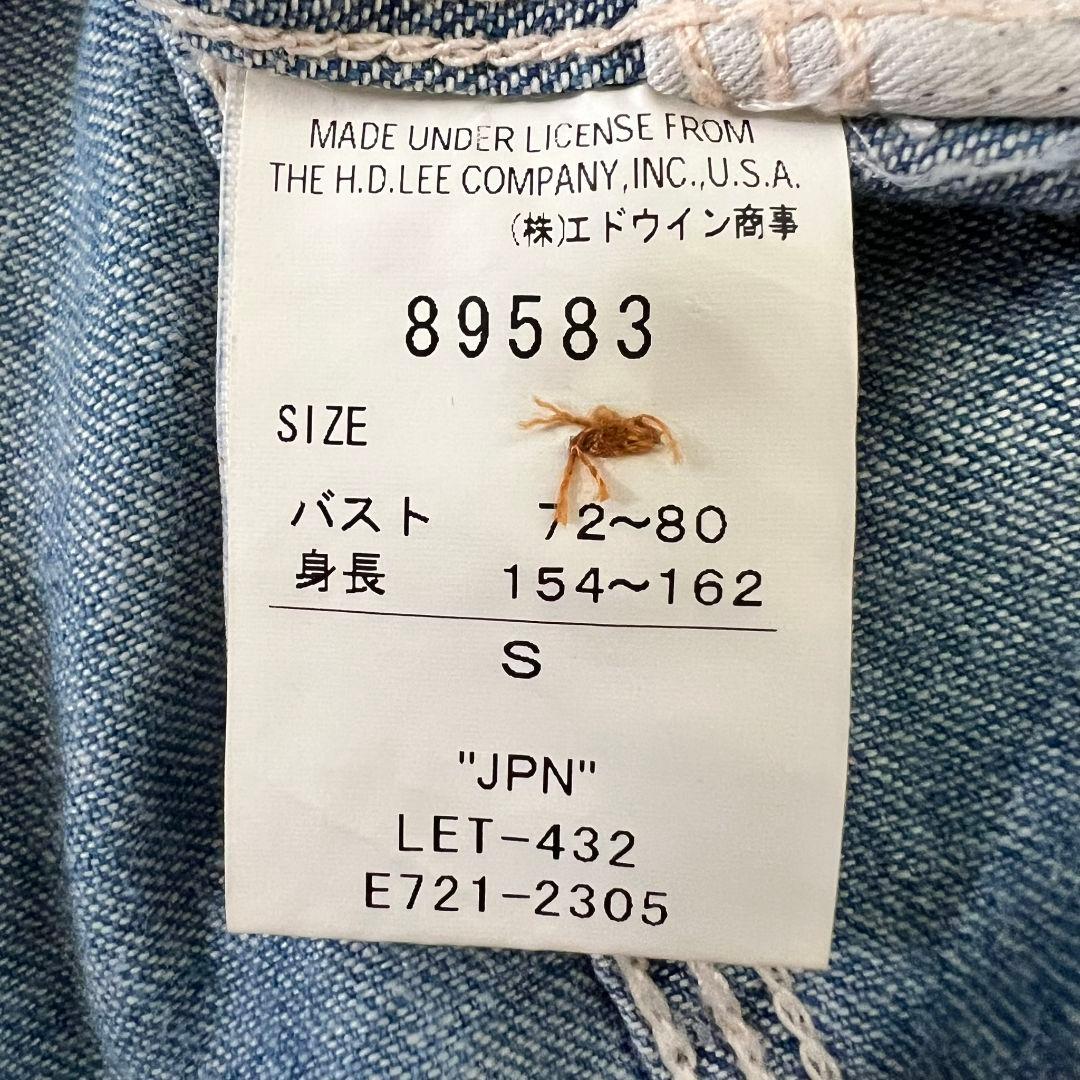 MADE UNDER LICENSE FROM
THE H.D.LEE COMPANY,INC.,U.S.A.
(株)エドウイン商事
89583
SIZE
バスト 72~80
身長 154~162
S
"JPN"
LET-432
E721-2305